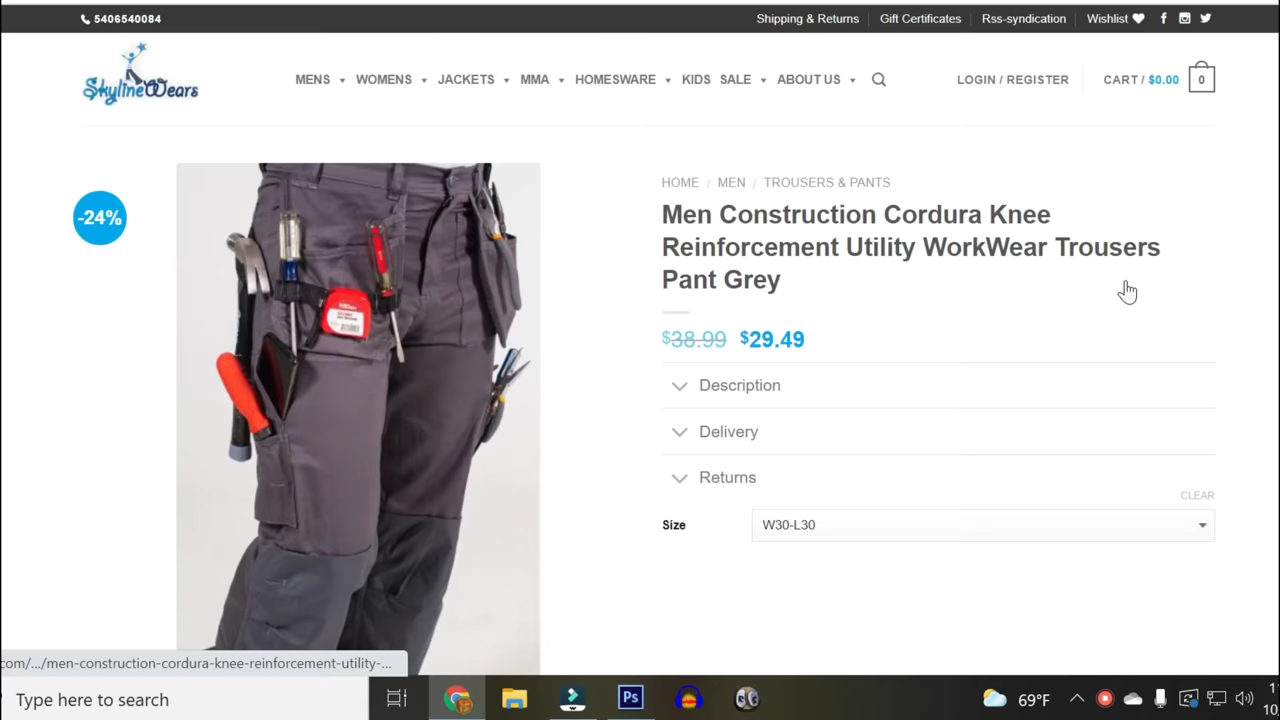 5406540084
Shipping & Returns Gift Certificates Rss-syndication Wishlist
SkylineWears
MENS WOMENS JACKETS MMA HOMESWARE KIDS SALE ABOUT US
LOGIN / REGISTER CART / $0.00 0
-24%
HOME / MEN / TROUSERS & PANTS
Men Construction Cordura Knee
Reinforcement Utility WorkWear Trousers
Pant Grey
$38.99 $29.49
Description
Delivery
Returns
CLEAR
Size W30-L30
com/.../men-construction-cordura-knee-reinforcement-utility-...
Type here to search
Ps
69°F